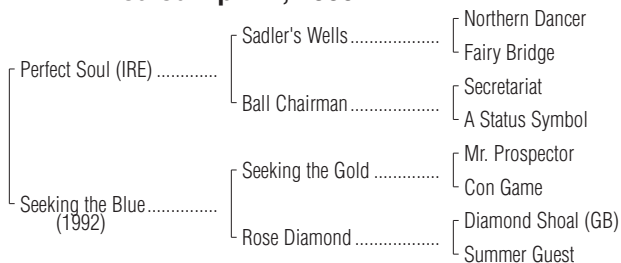 Northern Dancer
Sadler's Wells...................
Fairy Bridge
Perfect Soul (IRE) .............
Secretariat
Ball Chairman...................
A Status Symbol
Mr. Prospector
Seeking the Gold ..............
Con Game
Seeking the Blue...............
(1992)
Diamond Shoal (GB)
Rose Diamond ..................
Summer Guest